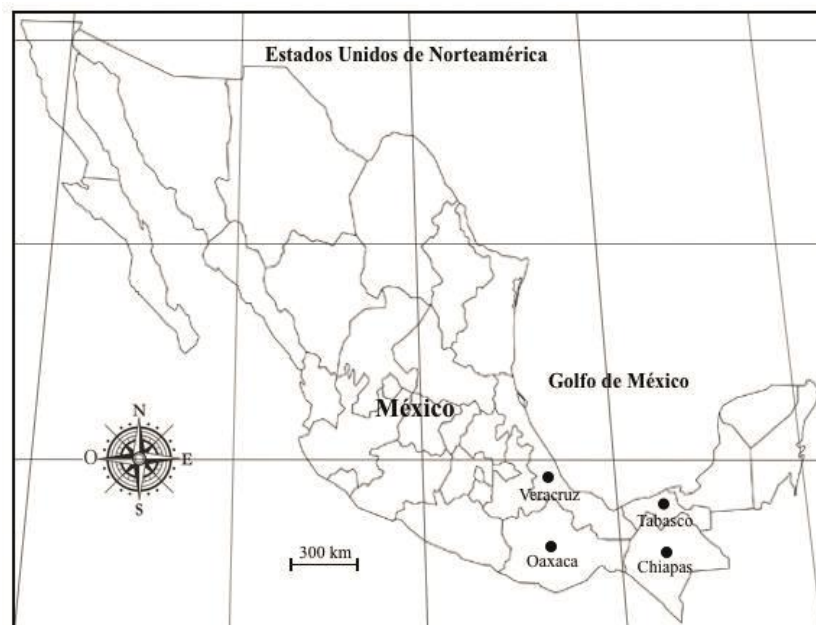 Estados Unidos de Norteamérica
Golfo de México
México
N
O
E
S
Veracruz
Tabasco
300 km
Oaxaca
Chiapas